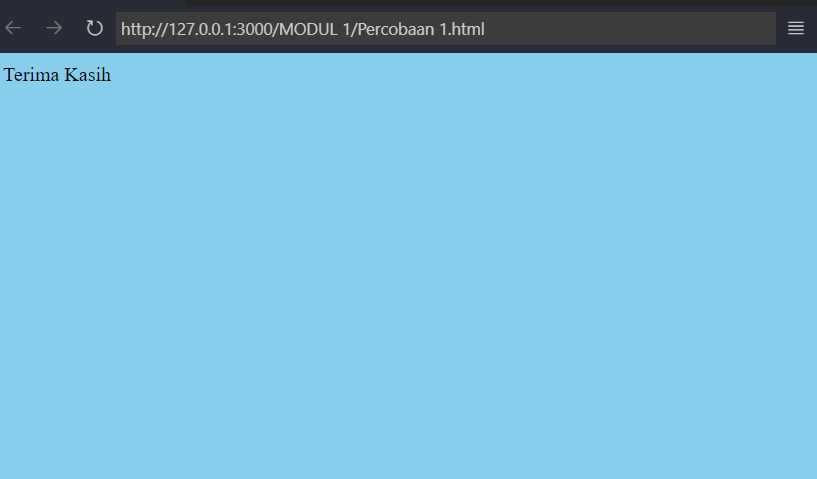 http://127.0.0.1:3000/MODUL 1/Percobaan 1.html
Terima Kasih